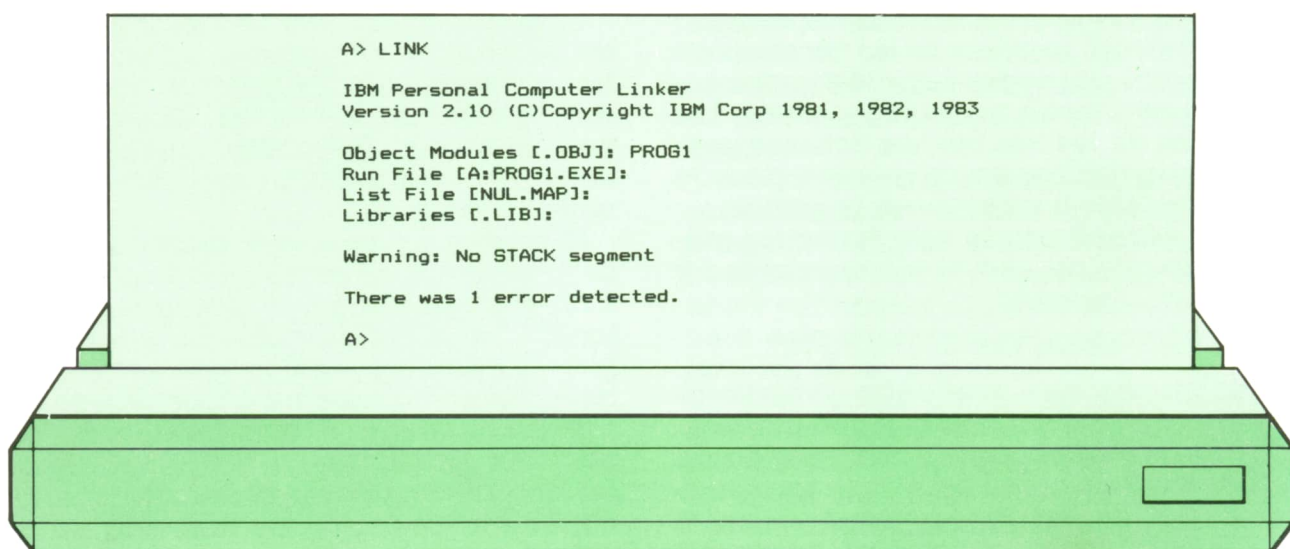 A> LINK
IBM Personal Computer Linker
Version 2.10 (C)Copyright IBM Corp 1981, 1982, 1983
Object Modules [.OBJ]: PROG1
Run File [A:PROG1.EXE]:
List File [NUL.MAP]:
Libraries [.LIB]:
Warning: No STACK segment
There was 1 error detected.
A>